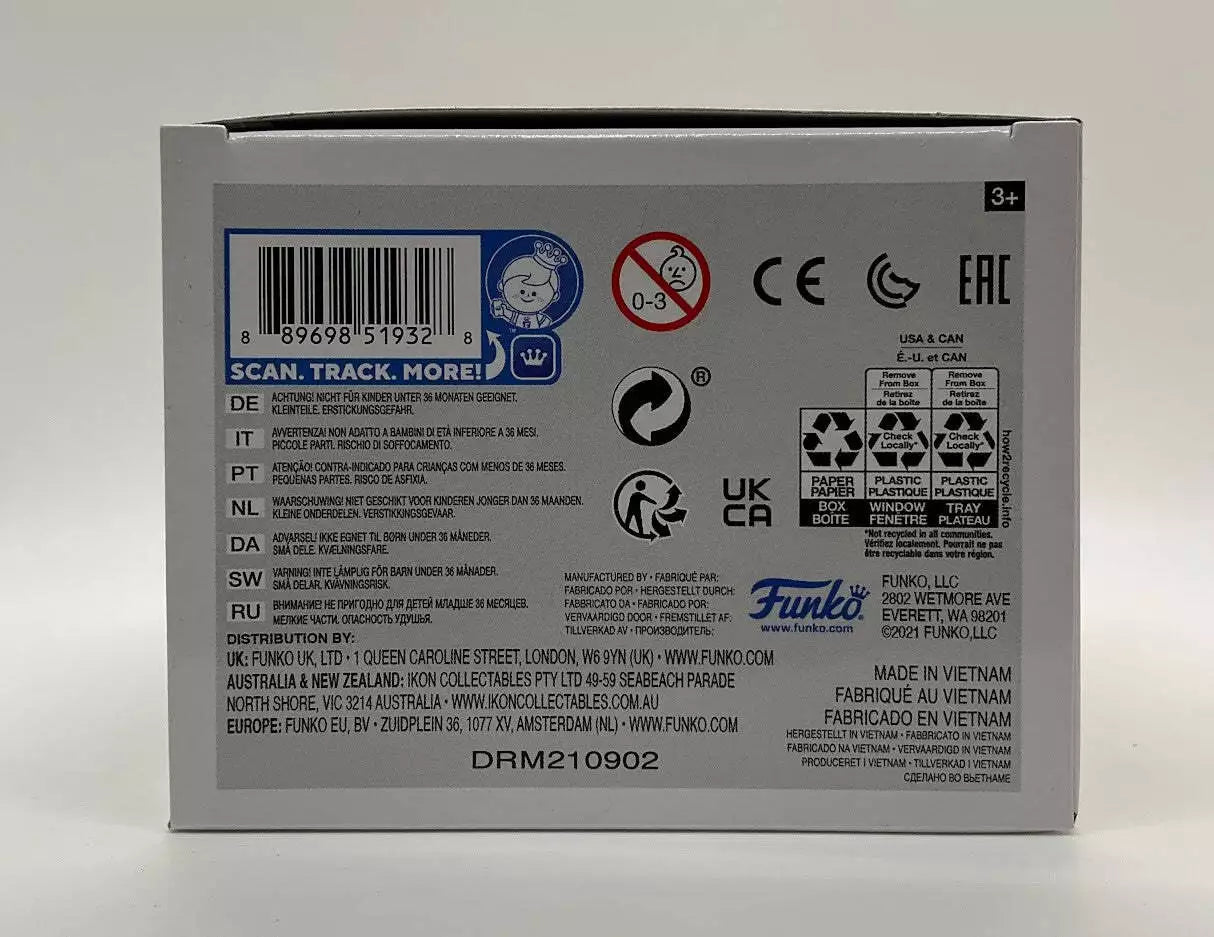 3+
8 89698 51932 8
SCAN. TRACK. MORE!
™
0-3
CE
EAC
®
UK
CA
USA & CAN
É.-U. et CAN
Remove
From Box
Retirez
de la boîte
Remove
From Box
Retirez
de la boîte
Check
Locally*
Check
Locally*
PAPER
PAPIER
PLASTIC
PLASTIQUE
PLASTIC
PLASTIQUE
BOX
BOÎTE
WINDOW
FENETRE
TRAY
PLATEAU
how2recycle.info
*Not recycled in all communities.
Vérifiez localement. Pourrait ne pas
être recyclable dans votre région.
DE ACHTUNG! NICHT FÜR KINDER UNTER 36 MONATEN GEEIGNET.
KLEINTEILE. ERSTICKUNGSGEFAHR.
IT AVVERTENZA! NON ADATTO A BAMBINI DI ETÀ INFERIORE A 36 MESI.
PICCOLE PARTI. RISCHIO DI SOFFOCAMENTO.
PT ATENÇÃO! CONTRA-INDICADO PARA CRIANÇAS COM MENOS DE 36 MESES.
PEQUENAS PARTES. RISCO DE ASFIXIA.
NL WAARSCHUWING! NIET GESCHIKT VOOR KINDEREN JONGER DAN 36 MAANDEN.
KLEINE ONDERDELEN. VERSTIKKINGSGEVAAR.
DA ADVARSEL! IKKE EGNET TIL BØRN UNDER 36 MÅNEDER.
SMÅ DELE. KVÆLNINGSFARE.
SW VARNING! INTE LÄMPLIG FÖR BARN UNDER 36 MÅNADER.
SMÅ DELAR. KVÄVNINGSRISK.
RU ВНИМАНИЕ! НЕ ПРИГОДНО ДЛЯ ДЕТЕЙ МЛАДШЕ 36 МЕСЯЦЕВ.
МЕЛКИЕ ЧАСТИ. ОПАСНОСТЬ УДУШЬЯ.
MANUFACTURED BY • FABRIQUÉ PAR:
FABRICADO POR • HERGESTELLT DURCH:
FABBRICATO DA • FABRICADO POR:
VERVAARDIGD DOOR • FREMSTILLET AF:
TILLVERKAD AV • ПРОИЗВОДИТЕЛЬ:
Funko®
www.funko.com
FUNKO, LLC
2802 WETMORE AVE
EVERETT, WA 98201
©2021 FUNKO,LLC
DISTRIBUTION BY:
UK: FUNKO UK, LTD • 1 QUEEN CAROLINE STREET, LONDON, W6 9YN (UK) • WWW.FUNKO.COM
AUSTRALIA & NEW ZEALAND: IKON COLLECTABLES PTY LTD 49-59 SEABEACH PARADE
NORTH SHORE, VIC 3214 AUSTRALIA • WWW.IKONCOLLECTABLES.COM.AU
EUROPE: FUNKO EU, BV • ZUIDPLEIN 36, 1077 XV, AMSTERDAM (NL) • WWW.FUNKO.COM
DRM210902
MADE IN VIETNAM
FABRIQUÉ AU VIETNAM
FABRICADO EN VIETNAM
HERGESTELLT IN VIETNAM • FABBRICATO IN VIETNAM
FABRICADO NA VIETNAM • VERVAARDIGD IN VIETNAM
PRODUCERET I VIETNAM • TILLVERKAD I VIETNAM
СДЕЛАНО ВО ВЬЕТНАМЕ